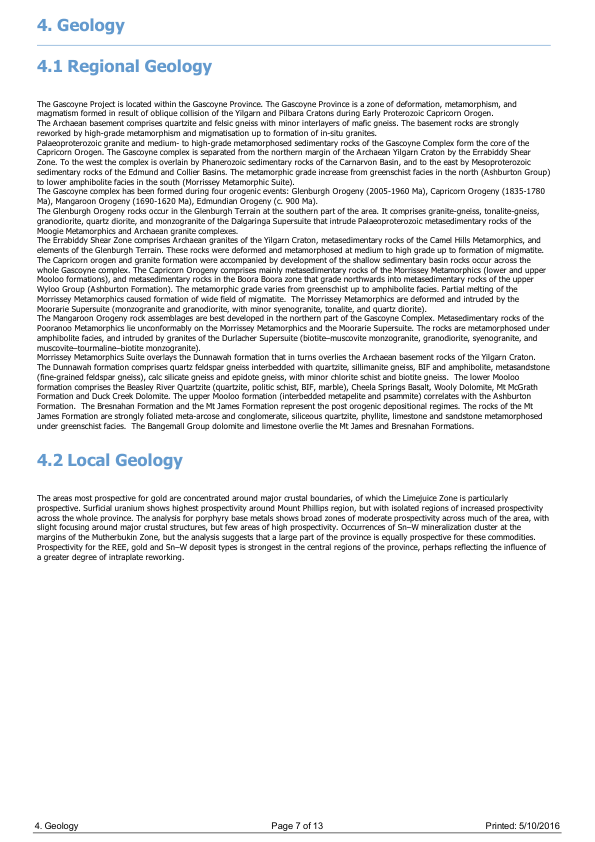 4. Geology
4.1 Regional Geology
The Gascoyne Project is located within the Gascoyne Province. The Gascoyne Province is a zone of deformation, metamorphism, and
magmatism formed in result of oblique collision of the Yilgarn and Pilbara Cratons during Early Proterozoic Capricorn Orogen.
The Archaean basement comprises quartzite and felsic gneiss with minor interlayers of mafic gneiss. The basement rocks are strongly
reworked by high-grade metamorphism and migmatisation up to formation of in-situ granites.
Palaeoproterozoic granite and medium- to high-grade metamorphosed sedimentary rocks of the Gascoyne Complex form the core of the
Capricorn Orogen. The Gascoyne complex is separated from the northern margin of the Archaean Yilgarn Craton by the Errabiddy Shear
Zone. To the west the complex is overlain by Phanerozoic sedimentary rocks of the Carnarvon Basin, and to the east by Mesoproterozoic
sedimentary rocks of the Edmund and Collier Basins. The metamorphic grade increase from greenschist facies in the north (Ashburton Group)
to lower amphibolite facies in the south (Morrissey Metamorphic Suite).
The Gascoyne complex has been formed during four orogenic events: Glenburgh Orogeny (2005-1960 Ma), Capricorn Orogeny (1835-1780
Ma), Mangaroon Orogeny (1690-1620 Ma), Edmundian Orogeny (c. 900 Ma).
The Glenburgh Orogeny rocks occur in the Glenburgh Terrain at the southern part of the area. It comprises granite-gneiss, tonalite-gneiss,
granodiorite, quartz diorite, and monzogranite of the Dalgaringa Supersuite that intrude Palaeoproterozoic metasedimentary rocks of the
Moogie Metamorphics and Archaean granite complexes.
The Errabiddy Shear Zone comprises Archaean granites of the Yilgarn Craton, metasedimentary rocks of the Camel Hills Metamorphics, and
elements of the Glenburgh Terrain. These rocks were deformed and metamorphosed at medium to high grade up to formation of migmatite.
The Capricorn orogen and granite formation were accompanied by development of the shallow sedimentary basin rocks occur across the
whole Gascoyne complex. The Capricorn Orogeny comprises mainly metasedimentary rocks of the Morrissey Metamorphics (lower and upper
Mooloo formations), and metasedimentary rocks in the Boora Boora zone that grade northwards into metasedimentary rocks of the upper
Wyloo Group (Ashburton Formation). The metamorphic grade varies from greenschist up to amphibolite facies. Partial melting of the
Morrissey Metamorphics caused formation of wide field of migmatite. The Morrissey Metamorphics are deformed and intruded by the
Moorarie Supersuite (monzogranite and granodiorite, with minor syenogranite, tonalite, and quartz diorite).
The Mangaroon Orogeny rock assemblages are best developed in the northern part of the Gascoyne Complex. Metasedimentary rocks of the
Pooranoo Metamorphics lie unconformably on the Morrissey Metamorphics and the Moorarie Supersuite. The rocks are metamorphosed under
amphibolite facies, and intruded by granites of the Durlacher Supersuite (biotite–muscovite monzogranite, granodiorite, syenogranite, and
muscovite–tourmaline–biotite monzogranite).
Morrissey Metamorphics Suite overlays the Dunnawah formation that in turns overlies the Archaean basement rocks of the Yilgarn Craton.
The Dunnawah formation comprises quartz feldspar gneiss interbedded with quartzite, sillimanite gneiss, BIF and amphibolite, metasandstone
(fine-grained feldspar gneiss), calc silicate gneiss and epidote gneiss, with minor chlorite schist and biotite gneiss. The lower Mooloo
formation comprises the Beasley River Quartzite (quartzite, politic schist, BIF, marble), Cheela Springs Basalt, Wooly Dolomite, Mt McGrath
Formation and Duck Creek Dolomite. The upper Mooloo formation (interbedded metapelite and psammite) correlates with the Ashburton
Formation. The Bresnahan Formation and the Mt James Formation represent the post orogenic depositional regimes. The rocks of the Mt
James Formation are strongly foliated meta-arcose and conglomerate, siliceous quartzite, phyllite, limestone and sandstone metamorphosed
under greenschist facies. The Bangemall Group dolomite and limestone overlie the Mt James and Bresnahan Formations.
4.2 Local Geology
The areas most prospective for gold are concentrated around major crustal boundaries, of which the Limejuice Zone is particularly
prospective. Surficial uranium shows highest prospectivity around Mount Phillips region, but with isolated regions of increased prospectivity
across the whole province. The analysis for porphyry base metals shows broad zones of moderate prospectivity across much of the area, with
slight focusing around major crustal structures, but few areas of high prospectivity. Occurrences of Sn–W mineralization cluster at the
margins of the Mutherbukin Zone, but the analysis suggests that a large part of the province is equally prospective for these commodities.
Prospectivity for the REE, gold and Sn–W deposit types is strongest in the central regions of the province, perhaps reflecting the influence of
a greater degree of intraplate reworking.
4. Geology
Page 7 of 13
Printed: 5/10/2016